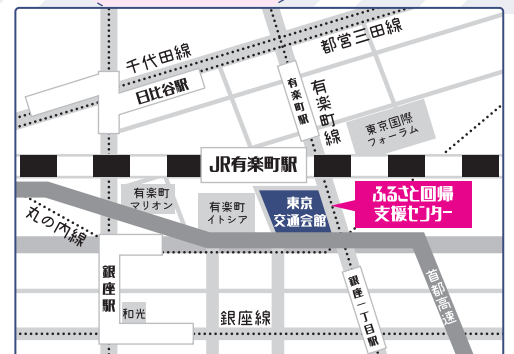 千代田線
都営三田線
日比谷駅
有楽町駅
有楽町線
東京国際
フォーラム
JR有楽町駅
有楽町
マリオン
有楽町
イトシア
東京
交通会館
ふるさと回帰
支援センター
丸の内線
銀座駅
和光
銀座線
銀座一丁目駅
首都高速